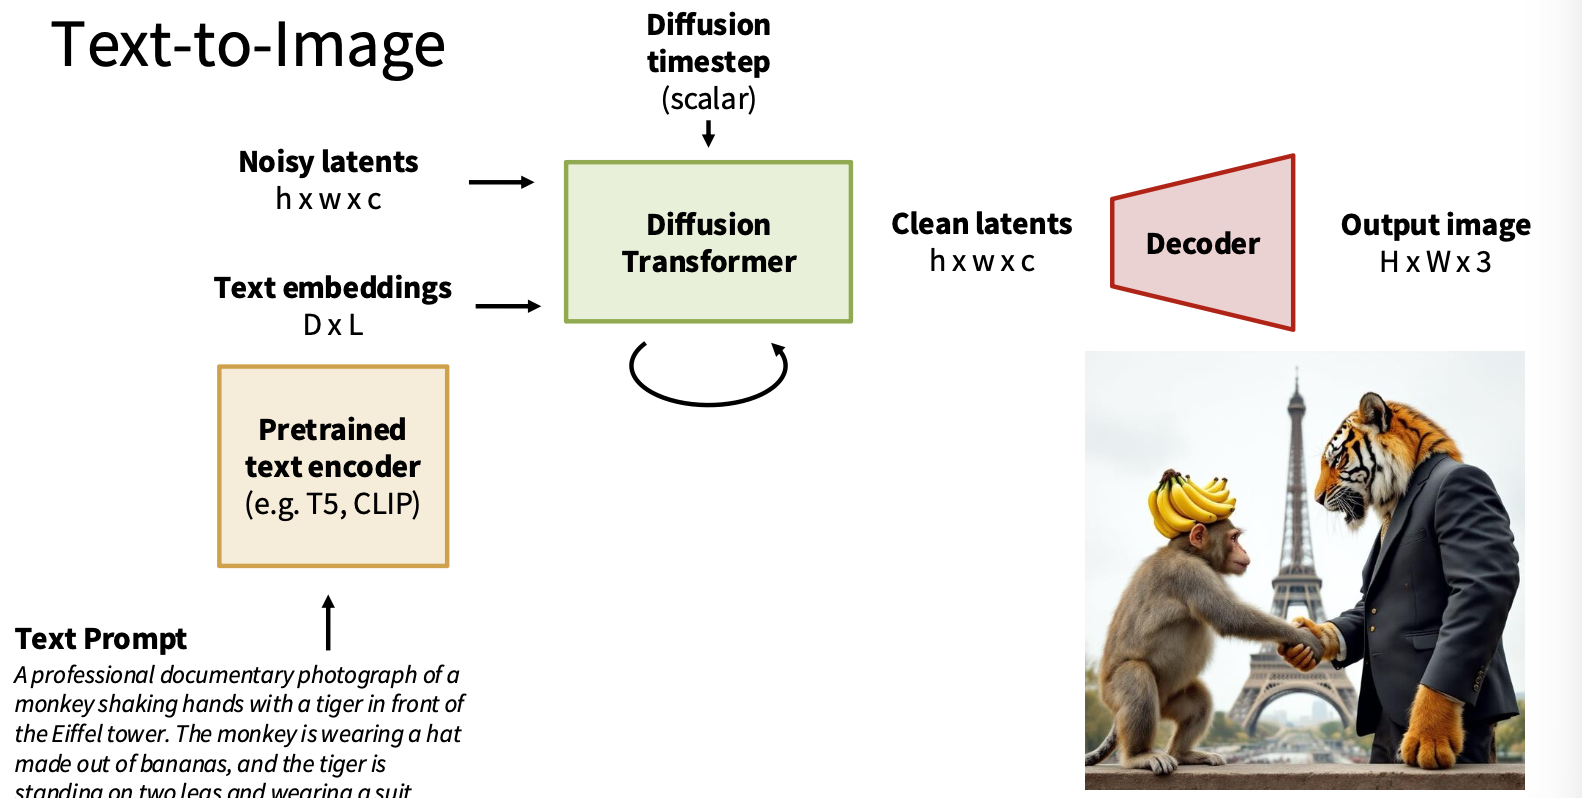 Text-to-Image
Diffusion
timestep
(scalar)
Noisy latents
h x w x c
Text embeddings
D x L
Diffusion
Transformer
Clean latents
h x w x c
Decoder
Output image
H x W x 3
Pretrained
text encoder
(e.g. T5, CLIP)
Text Prompt
A professional documentary photograph of a
monkey shaking hands with a tiger in front of
the Eiffel tower. The monkey is wearing a hat
made out of bananas, and the tiger is
standing on two legs and wearing a suit